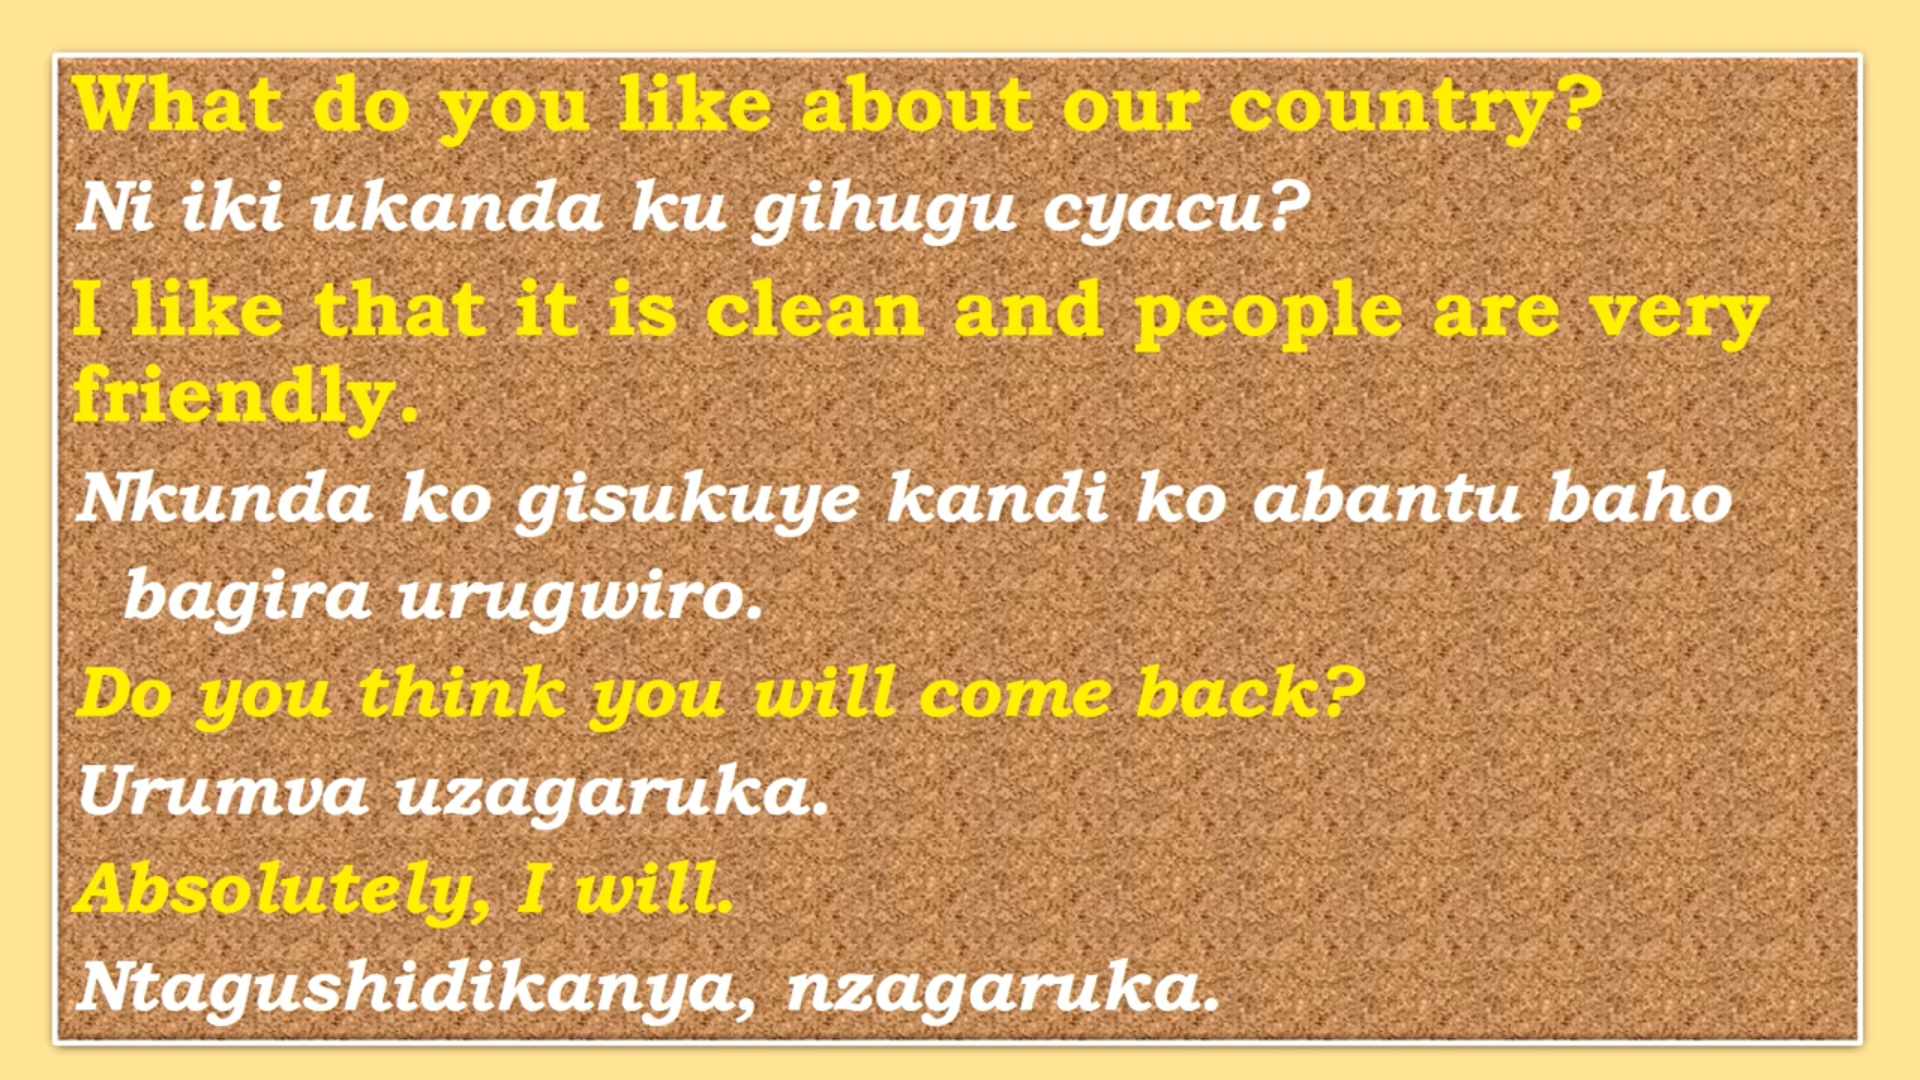 What do you like about our country?
Ni iki ukanda ku gihugu cyacu?
I like that it is clean and people are very
friendly.
Nkunda ko gisukuye kandi ko abantu baho
bagira urugwiro.
Do you think you will come back?
Urumva uzagaruka.
Absolutely, I will.
Ntagushidikanya, nzagaruka.